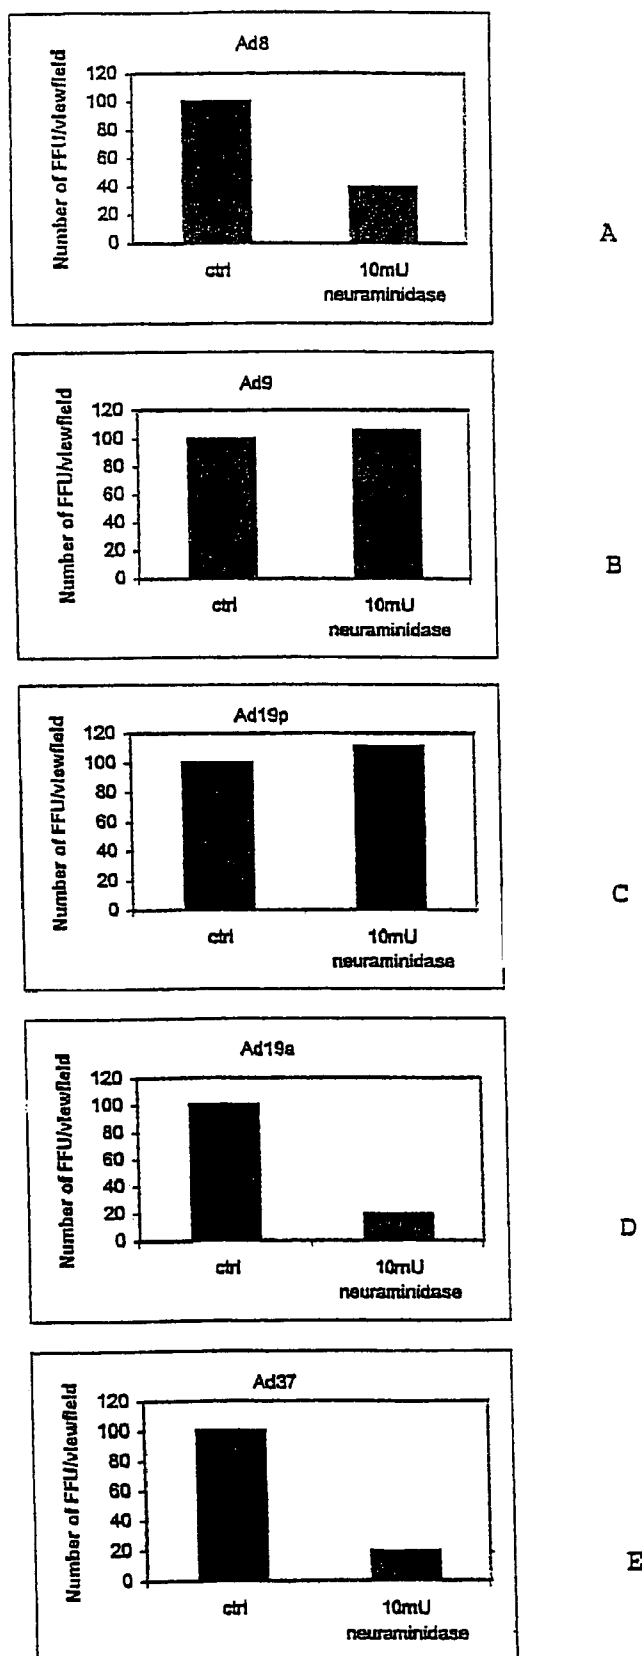 Ad8
Number of FFU/viewfield
120
100
80
60
40
20
0
ctrl
10mU
neuraminidase
A
Ad9
Number of FFU/viewfield
120
100
80
60
40
20
0
ctrl
10mU
neuraminidase
B
Ad19p
Number of FFU/viewfield
120
100
80
60
40
20
0
ctrl
10mU
neuraminidase
C
Ad19a
Number of FFU/viewfield
120
100
80
60
40
20
0
ctrl
10mU
neuraminidase
D
Ad37
Number of FFU/viewfield
120
100
80
60
40
20
0
ctrl
10mU
neuraminidase
E